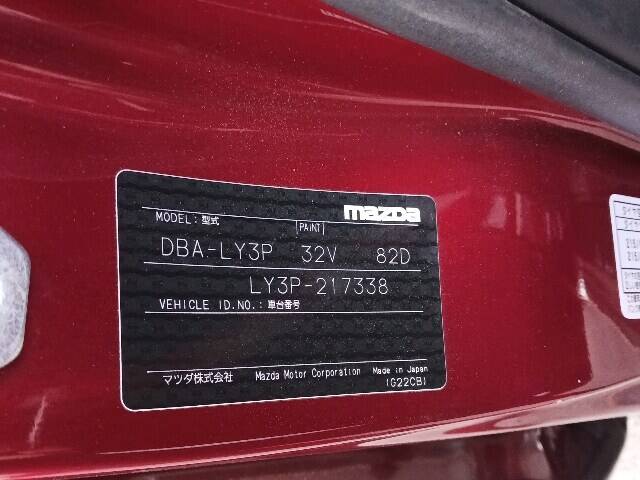 mazda
MODEL: 型式 PAINT
DBA-LY3P 32V 82D
LY3P-217338
VEHICLE ID.NO.: 車台番号
マツダ株式会社 Mazda Motor Corporation Made in Japan
(G22CB)